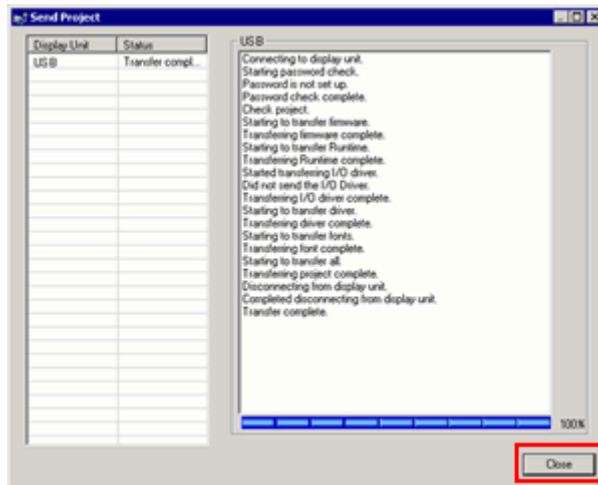 Send Project
Display Unit Status
USB Transfer compl...
USB
Connecting to display unit.
Starting password check.
Password is not set up.
Password check complete.
Check project.
Starting to transfer firmware.
Transferring firmware complete.
Starting to transfer Runtime.
Transferring Runtime complete.
Started transferring I/O driver.
Did not send the I/O Driver.
Transferring I/O driver complete.
Starting to transfer driver.
Transferring driver complete.
Starting to transfer fonts.
Transferring font complete.
Starting to transfer all.
Transferring project complete.
Disconnecting from display unit.
Completed disconnecting from display unit.
Transfer complete.
100%
Close